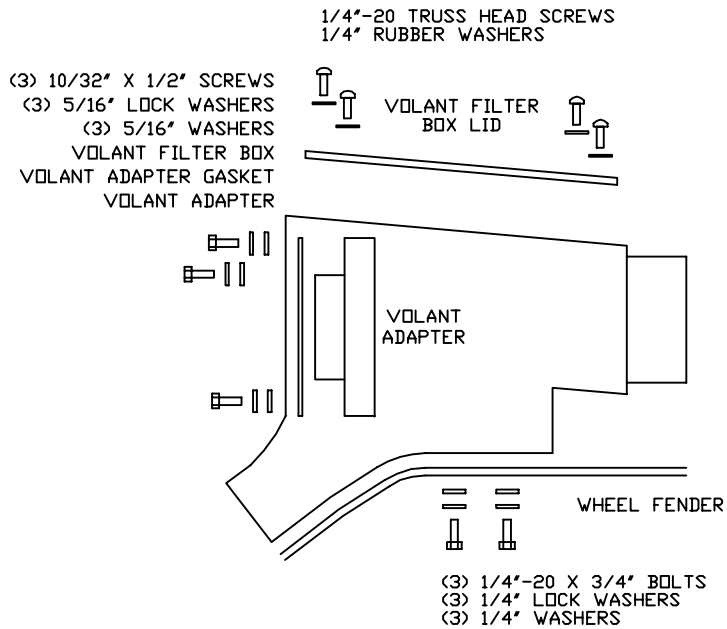 1/4"-20 TRUSS HEAD SCREWS
1/4" RUBBER WASHERS
(3) 10/32" X 1/2" SCREWS
(3) 5/16" LOCK WASHERS
(3) 5/16" WASHERS
VOLANT FILTER BOX
VOLANT ADAPTER GASKET
VOLANT ADAPTER
VOLANT FILTER
BOX LID
VOLANT
ADAPTER
WHEEL FENDER
(3) 1/4"-20 X 3/4" BOLTS
(3) 1/4" LOCK WASHERS
(3) 1/4" WASHERS